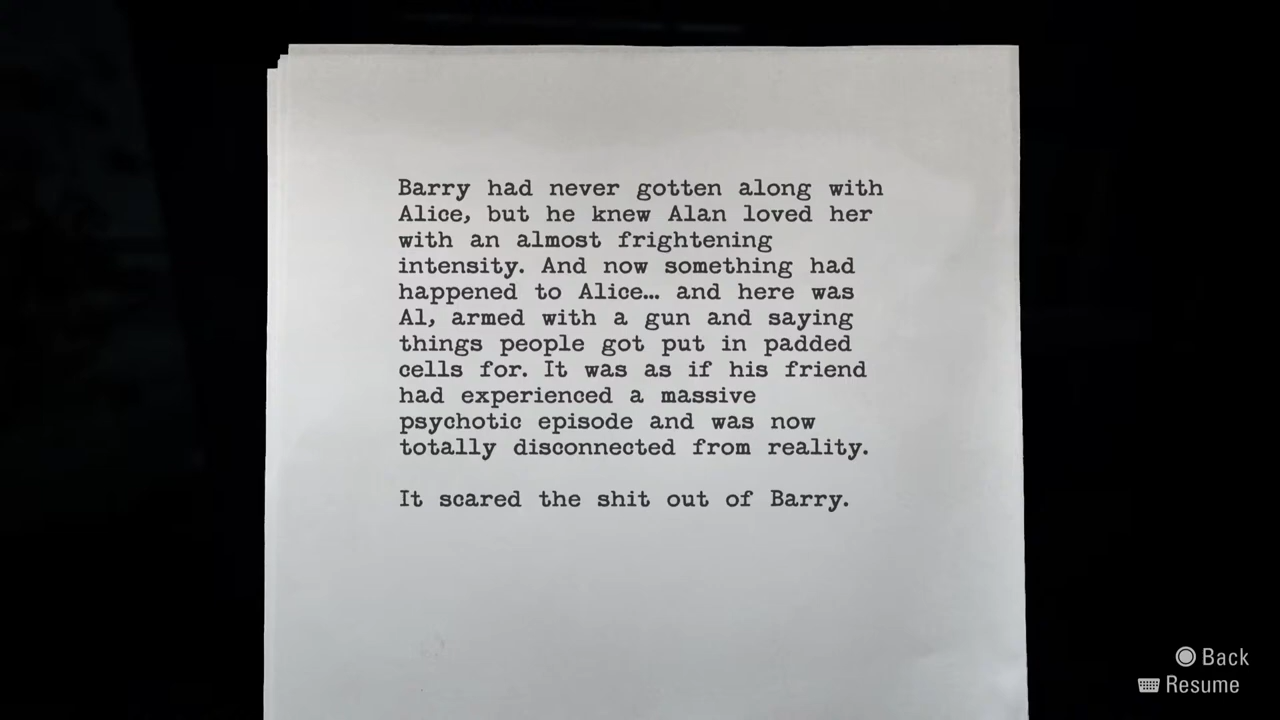 Barry had never gotten along with
Alice, but he knew Alan loved her
with an almost frightening
intensity. And now something had
happened to Alice… and here was
Al, armed with a gun and saying
things people got put in padded
cells for. It was as if his friend
had experienced a massive
psychotic episode and was now
totally disconnected from reality.

It scared the shit out of Barry.

Back
Resume